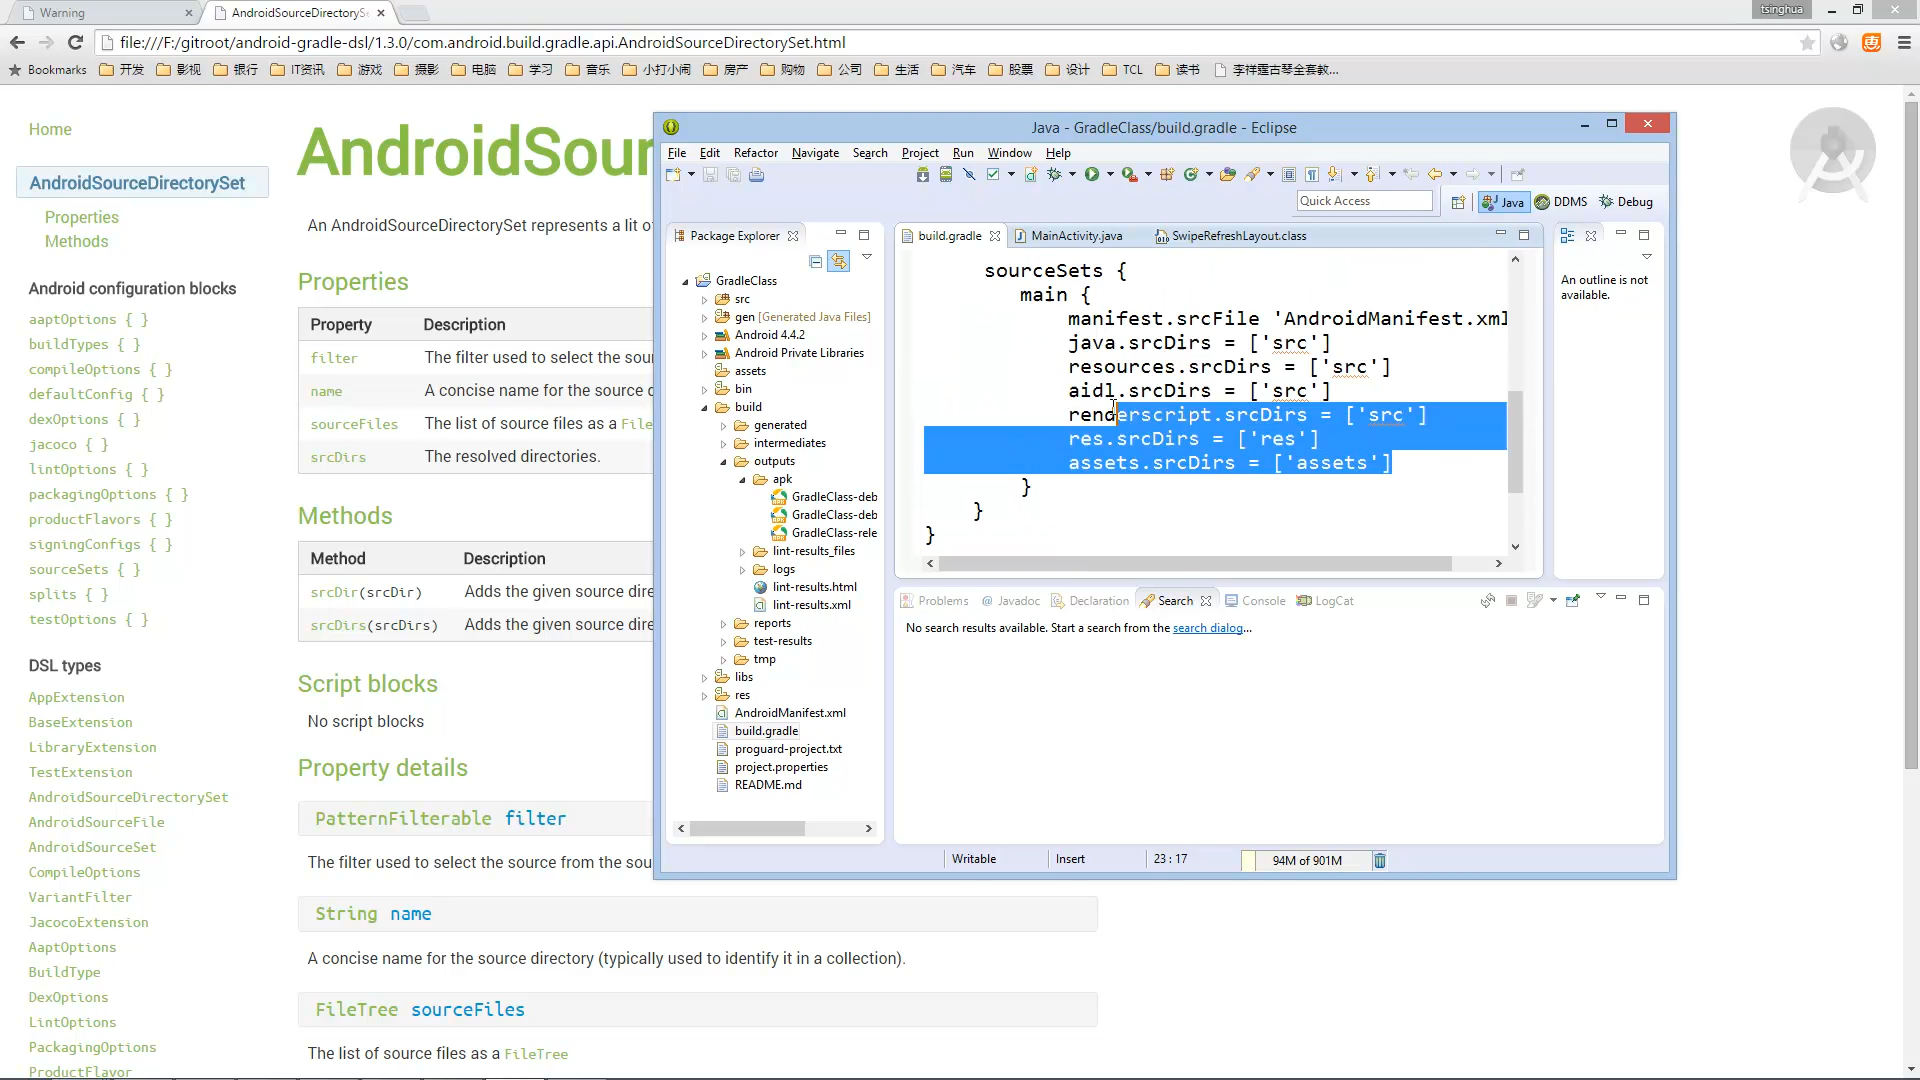 Warning
AndroidSourceDirectoryS
tsinghua
file:///F:/gitroot/android-gradle-dsl/1.3.0/com.android.build.gradle.api.AndroidSourceDirectorySet.html
Bookmarks 开发 影视 银行 IT资讯 游戏 摄影 电脑 学习 音乐 小打小闹 房产 购物 公司 生活 汽车 股票 设计 TCL 读书 李祥霆古琴全套教...
Home
AndroidSourceDirectorySet
Properties
Methods
Android configuration blocks
aaptOptions { }
buildTypes { }
compileOptions { }
defaultConfig { }
dexOptions { }
jacoco { }
lintOptions { }
packagingOptions { }
productFlavors { }
signingConfigs { }
sourceSets { }
splits { }
testOptions { }
DSL types
AppExtension
BaseExtension
LibraryExtension
TestExtension
AndroidSourceDirectorySet
AndroidSourceFile
AndroidSourceSet
CompileOptions
VariantFilter
JacocoExtension
AaptOptions
BuildType
DexOptions
LintOptions
PackagingOptions
ProductFlavor
AndroidSour
An AndroidSourceDirectorySet represents a lit o
Properties
Property Description
filter The filter used to select the sour
name A concise name for the source d
sourceFiles The list of source files as a File
srcDirs The resolved directories.
Methods
Method Description
srcDir(srcDir) Adds the given source dire
srcDirs(srcDirs) Adds the given source dire
Script blocks
No script blocks
Property details
PatternFilterable filter
The filter used to select the source from the sou
String name
A concise name for the source directory (typically used to identify it in a collection).
FileTree sourceFiles
The list of source files as a FileTree
Java - GradleClass/build.gradle - Eclipse
File Edit Refactor Navigate Search Project Run Window Help
Quick Access
Java DDMS Debug
Package Explorer
GradleClass
src
gen [Generated Java Files]
Android 4.4.2
Android Private Libraries
assets
bin
build
generated
intermediates
outputs
apk
GradleClass-deb
GradleClass-deb
GradleClass-rele
lint-results_files
logs
lint-results.html
lint-results.xml
reports
test-results
tmp
libs
res
AndroidManifest.xml
build.gradle
proguard-project.txt
project.properties
README.md
build.gradle MainActivity.java SwipeRefreshLayout.class
sourceSets {
main {
manifest.srcFile 'AndroidManifest.xml
java.srcDirs = ['src']
resources.srcDirs = ['src']
aidl.srcDirs = ['src']
renderscript.srcDirs = ['src']
res.srcDirs = ['res']
assets.srcDirs = ['assets']
}
}
}
An outline is not
available.
Problems @ Javadoc Declaration Search Console LogCat
No search results available. Start a search from the search dialog...
Writable Insert 23 : 17 94M of 901M